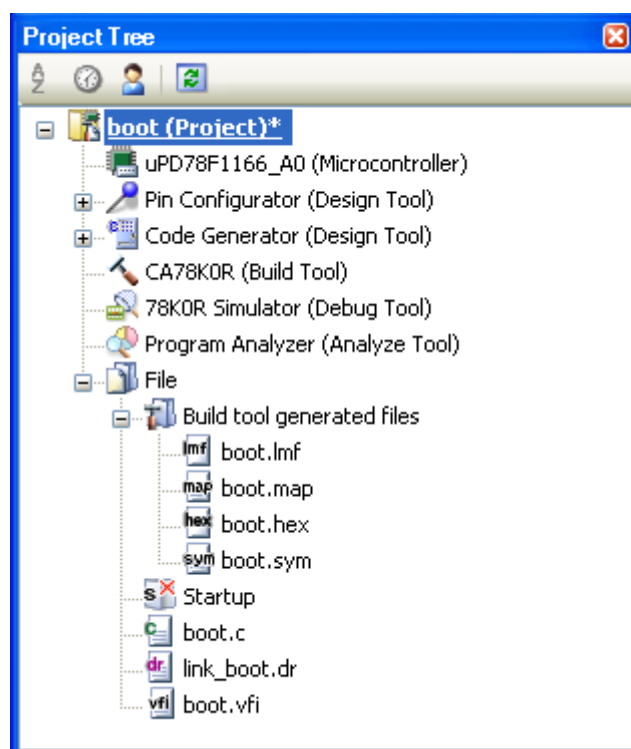 Project Tree
A
Z
boot (Project)*
uPD78F1166_A0 (Microcontroller)
Pin Configurator (Design Tool)
Code Generator (Design Tool)
CA78K0R (Build Tool)
78K0R Simulator (Debug Tool)
Program Analyzer (Analyze Tool)
File
Build tool generated files
lmf boot.lmf
map boot.map
hex boot.hex
sym boot.sym
s Startup
c boot.c
dr link_boot.dr
vfi boot.vfi